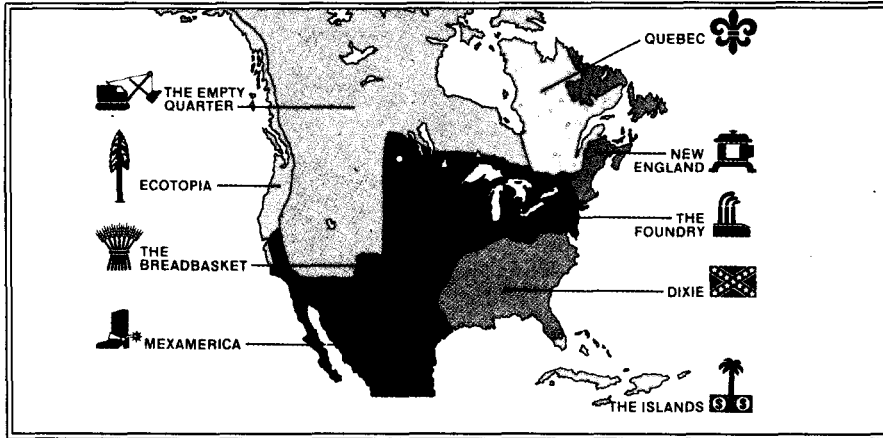 THE EMPTY
QUARTER
ECOTOPIA
THE
BREADBASKET
MEXAMERICA
QUEBEC
NEW
ENGLAND
THE
FOUNDRY
DIXIE
THE ISLANDS
$ $